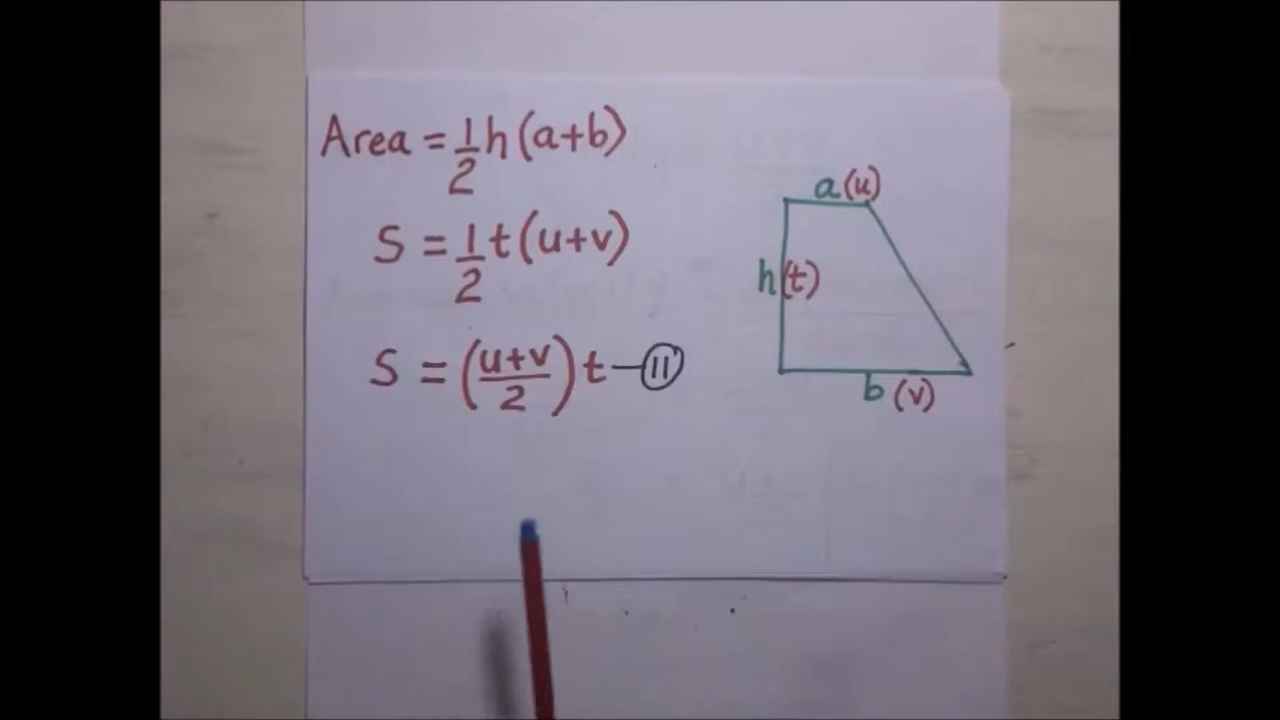 Area = 1/2 h (a+b)
S = 1/2 t (u+v)
S = (u+v/2) t — 11
a (u)
h (t)
b (v)